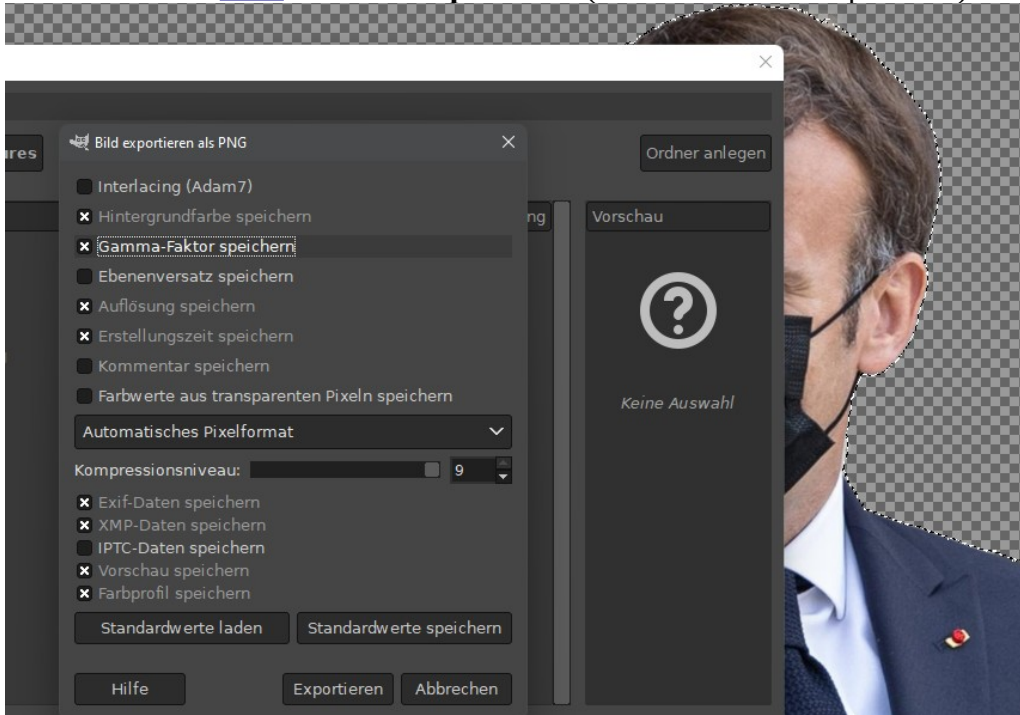 ures
Bild exportieren als PNG
Ordner anlegen
Interlacing (Adam7)
Hintergrundfarbe speichern
ng
Vorschau
Gamma-Faktor speichern
Ebenenversatz speichern
Auflösung speichern
Erstellungszeit speichern
Kommentar speichern
Farbwerte aus transparenten Pixeln speichern
Keine Auswahl
Automatisches Pixelformat
Kompressionsniveau: 9
Exif-Daten speichern
XMP-Daten speichern
IPTC-Daten speichern
Vorschau speichern
Farbprofil speichern
Standardwerte laden
Standardwerte speichern
Hilfe
Exportieren
Abbrechen